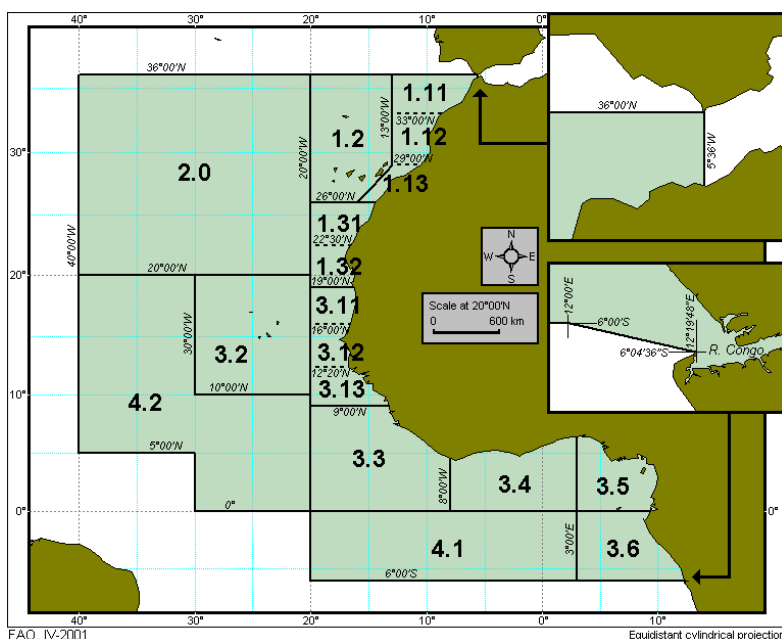 40° 30° 20° 10° 0°
36°00'N
1.11
36°00'N
33°00'N
13°00'W
1.2
1.12
5°36'W
30°
20°00'W
29°00'N
30°
2.0
1.13
26°00'N
1.31
22°30'N
N
W E
S
40°00'W
1.32
20°
20°00'N
19°00'N
20°
Scale at 20°00'N
0 600 km
3.11
16°00'N
12°00'E
6°00'S
12°19'48"E
6°04'36"S
R. Congo
30°00'W
3.2
3.12
12°20'N
10°
10°00'N
3.13
9°00'N
4.2
5°00'N
3.3
8°00'W
3.4
3.5
0°
0°
0°
4.1
3°00'E
3.6
6°00'S
40° 30° 20° 10° 0° 10°
FAO, IV-2001
Equidistant cylindrical projection